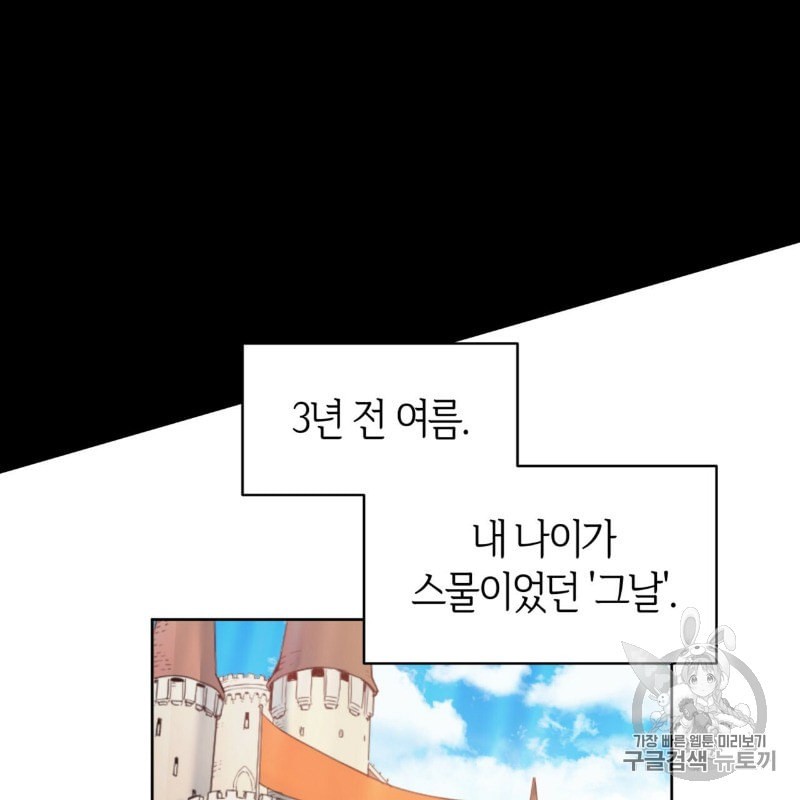 3년 전 여름.
내 나이가
스물이었던 '그날'.
가장 빠른 웹툰 미리보기
구글검색 뉴토끼